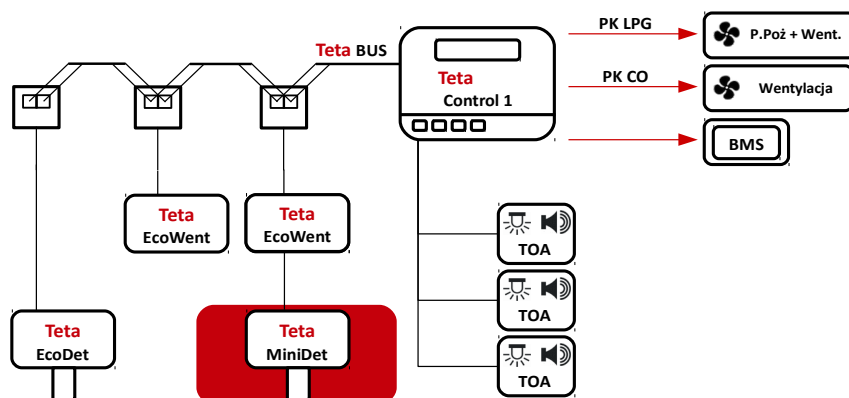 PK LPG
P.Poż + Went.
Teta BUS
Teta
Control 1
PK CO
Wentylacja
BMS
Teta
EcoWent
Teta
EcoWent
TOA
TOA
TOA
Teta
EcoDet
Teta
MiniDet